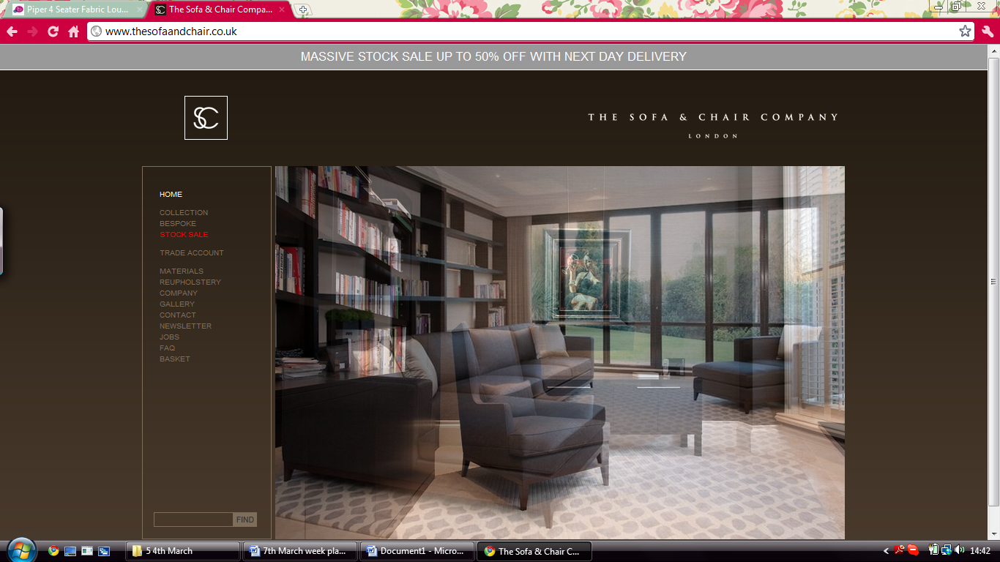 Piper 4 Seater Fabric Lou...
The Sofa & Chair Compa...
www.thesofaandchair.co.uk
MASSIVE STOCK SALE UP TO 50% OFF WITH NEXT DAY DELIVERY
SC
THE SOFA & CHAIR COMPANY
LONDON
HOME
COLLECTION
BESPOKE
STOCK SALE
TRADE ACCOUNT
MATERIALS
REUPHOLSTERY
COMPANY
GALLERY
CONTACT
NEWSLETTER
JOBS
FAQ
BASKET
FIND
5 4th March
7th March week pla...
Document1 - Micro...
The Sofa & Chair C...
14:42